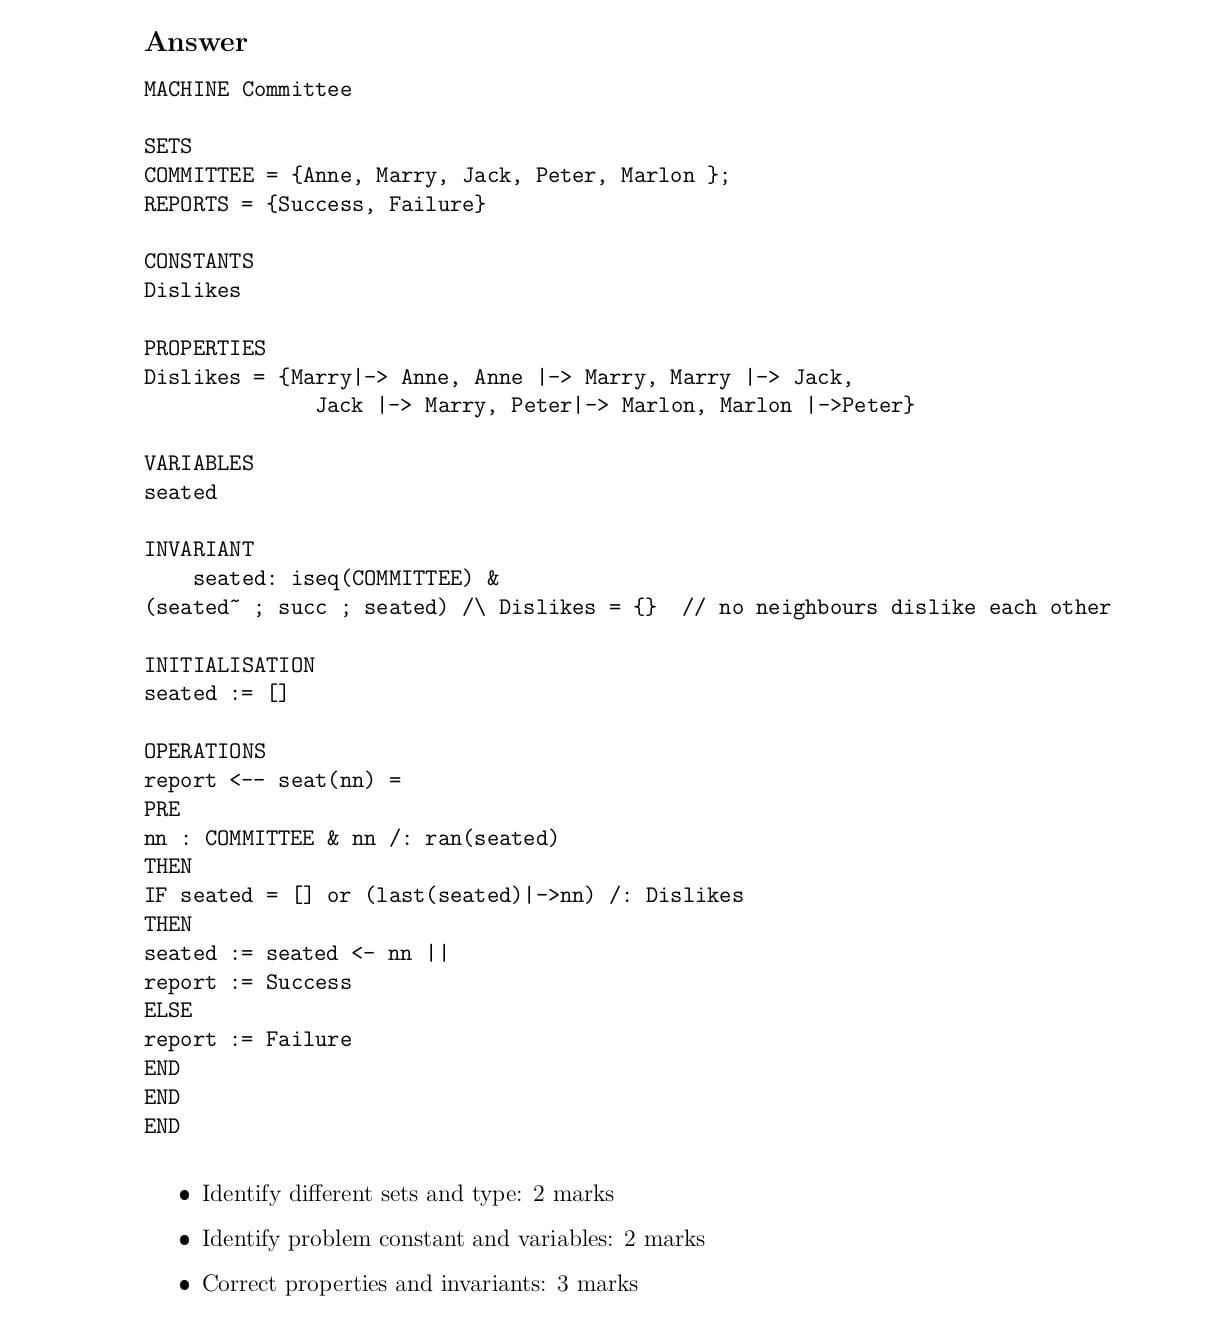 Answer
MACHINE Committee
SETS
COMMITTEE = {Anne, Marry, Jack, Peter, Marlon };
REPORTS = {Success, Failure}
CONSTANTS
Dislikes
PROPERTIES
Dislikes = {Marry|-> Anne, Anne |-> Marry, Marry |-> Jack,
Jack |-> Marry, Peter|-> Marlon, Marlon |->Peter}
VARIABLES
seated
INVARIANT
seated: iseq(COMMITTEE) &
(seated~ ; succ ; seated) /\ Dislikes = {}  // no neighbours dislike each other
INITIALISATION
seated := []
OPERATIONS
report <-- seat(nn) =
PRE
nn : COMMITTEE & nn /: ran(seated)
THEN
IF seated = [] or (last(seated)|->nn) /: Dislikes
THEN
seated := seated <- nn ||
report := Success
ELSE
report := Failure
END
END
END
• Identify different sets and type: 2 marks
• Identify problem constant and variables: 2 marks
• Correct properties and invariants: 3 marks